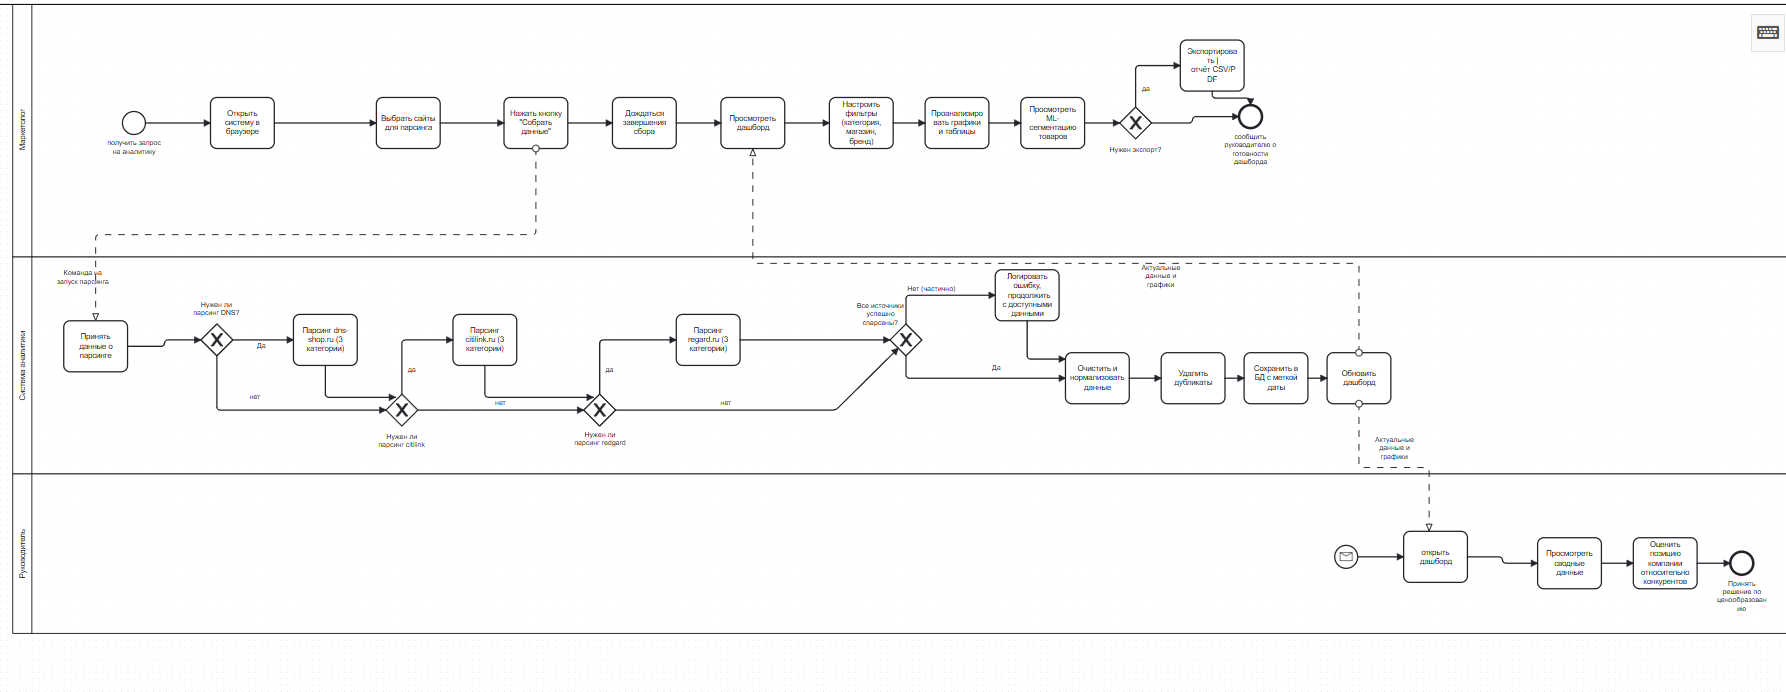 Маркетолог
получить запрос
на аналитику
Открыть
систему в
браузере
Выбрать сайты
для парсинга
Нажать кнопку
"Собрать
данные"
Дождаться
завершения
сбора
Просмотреть
дашборд
Настроить
фильтры
(категория,
магазин,
бренд)
Проанализиро
вать графики
и таблицы
Просмотреть
ML-
сегментацию
товаров
Нужен экспорт?
да
Экспортирова
ть |
отчёт CSV/P
DF
сообщить
руководителю о
готовности
дашборда
Система аналитики
Команда на
запуск парсинга
Принять
данные о
парсинге
Нужен ли
парсинг DNS?
Да
нет
Парсинг dns-
shop.ru (3
категории)
Нужен ли
парсинг citilink
да
нет
Парсинг
citilink.ru (3
категории)
Нужен ли
парсинг redgard
да
нет
Парсинг
regard.ru (3
категории)
Все источники
успешно
спарсены?
Нет (частично)
Да
Логировать
ошибку,
продолжить
с доступными
данными
Очистить и
нормализовать
данные
Удалить
дубликаты
Сохранить в
БД с меткой
даты
Обновить
дашборд
Актуальные
данные и
графики
Актуальные
данные и
графики
Руководитель
открыть
дашборд
Просмотреть
сводные
данные
Оценить
позицию
компании
относительно
конкурентов
Принять
решение по
ценообразован
ию